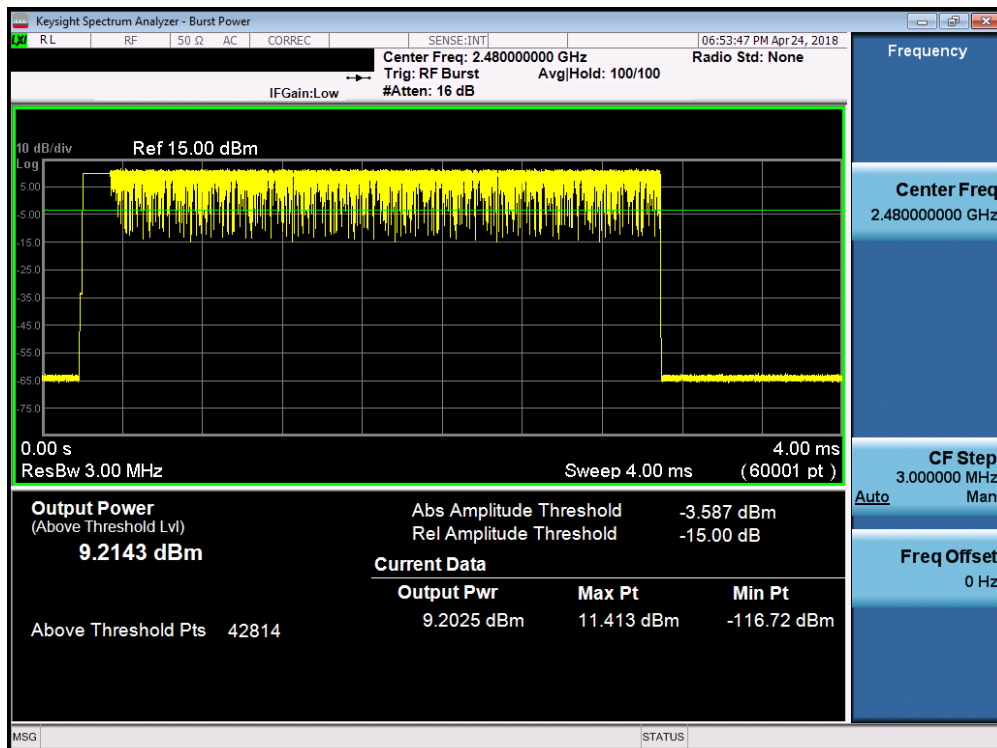 Keysight Spectrum Analyzer - Burst Power
LXI RL RF 50 Ω AC CORREC SENSE:INT 06:53:47 PM Apr 24, 2018
Center Freq: 2.480000000 GHz Radio Std: None
Trig: RF Burst Avg|Hold: 100/100
IFGain:Low #Atten: 16 dB
Frequency
10 dB/div Ref 15.00 dBm
Log
5.00
-5.00
-15.0
-25.0
-35.0
-45.0
-55.0
-65.0
-75.0
0.00 s 4.00 ms
ResBw 3.00 MHz Sweep 4.00 ms (60001 pt)
Center Freq
2.480000000 GHz
CF Step
3.000000 MHz
Auto Man
Freq Offset
0 Hz
Output Power
(Above Threshold Lvl)
9.2143 dBm
Above Threshold Pts 42814
Abs Amplitude Threshold -3.587 dBm
Rel Amplitude Threshold -15.00 dB
Current Data
Output Pwr Max Pt Min Pt
9.2025 dBm 11.413 dBm -116.72 dBm
MSG STATUS